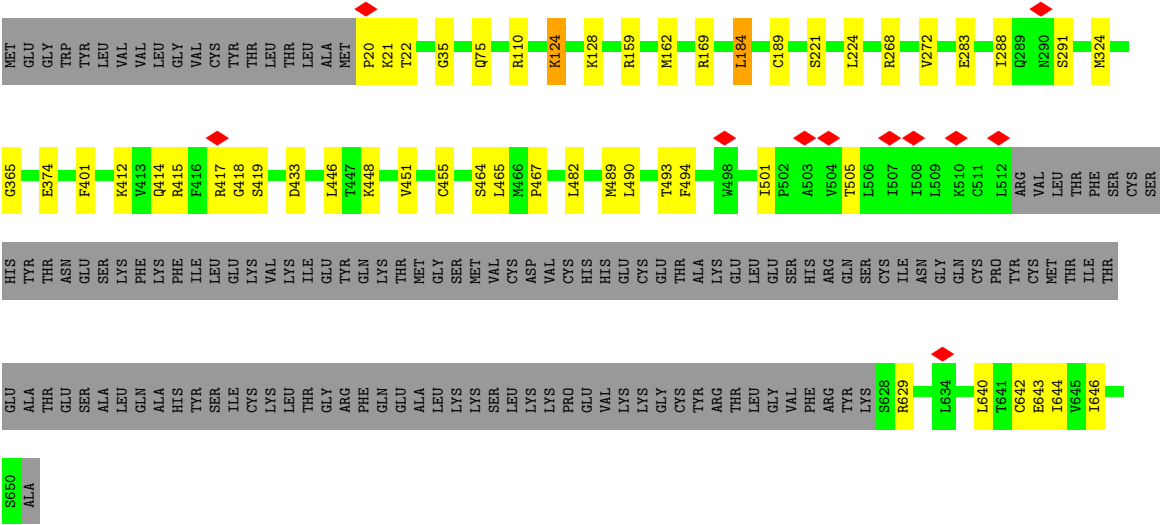 MET GLU GLY TRP TYR LEU VAL VAL LEU GLY VAL CYS TYR THR LEU THR LEU ALA MET P20 K21 T22 G35 Q75 R110 K124 K128 R159 M162 R169 L184 C189 S221 L224 R268 V272 E283 I288 Q289 N290 S291 M324
G365 E374 F401 K412 V413 Q414 R415 F416 R417 G418 S419 D433 L446 T447 K448 V451 C455 S464 L465 M466 P467 L482 M489 L490 T493 F494 W498 I501 P502 A503 V504 T505 L506 I507 I508 L509 K510 C511 L512 ARG VAL LEU THR PHE SER CYS SER
HIS TYR THR ASN GLU SER LYS PHE LYS PHE ILE LEU GLU LYS VAL LYS ILE GLU TYR GLN LYS THR MET GLY SER MET VAL CYS ASP VAL CYS HIS HIS GLU CYS GLU THR ALA LYS GLU LEU GLU SER HIS ARG GLN SER CYS ILE ASN GLY GLN CYS PRO TYR CYS MET THR ILE THR
GLU ALA THR GLU SER ALA LEU GLN ALA HIS TYR SER ILE CYS LYS LEU THR GLY ARG PHE GLN GLU ALA LEU LYS LYS SER LEU LYS LYS PRO GLU VAL LYS LYS GLY CYS TYR ARG THR LEU GLY VAL PHE ARG TYR LYS S628 R629 L634 L640 T641 C642 E643 I644 V645 I646
S650 ALA